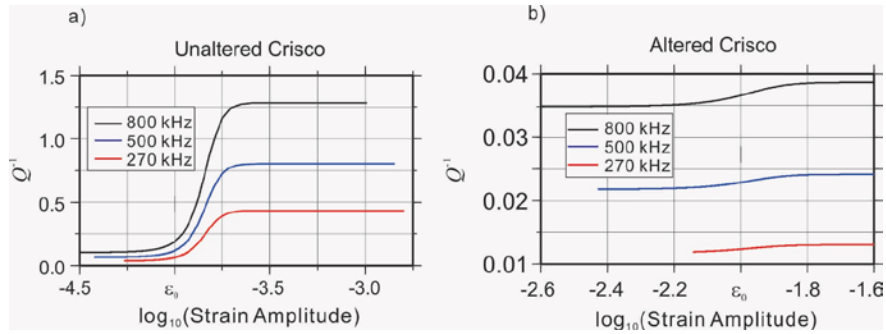 a)
Unaltered Crisco
1.5
1.0
0.5
0.0
Q⁻¹
800 kHz
500 kHz
270 kHz
-4.5
ε₀
-3.5
-3.0
log₁₀(Strain Amplitude)
b)
Altered Crisco
0.04
0.03
0.02
0.01
Q⁻¹
800 kHz
500 kHz
270 kHz
-2.6
-2.4
-2.2
ε₀
-1.8
-1.6
log₁₀(Strain Amplitude)